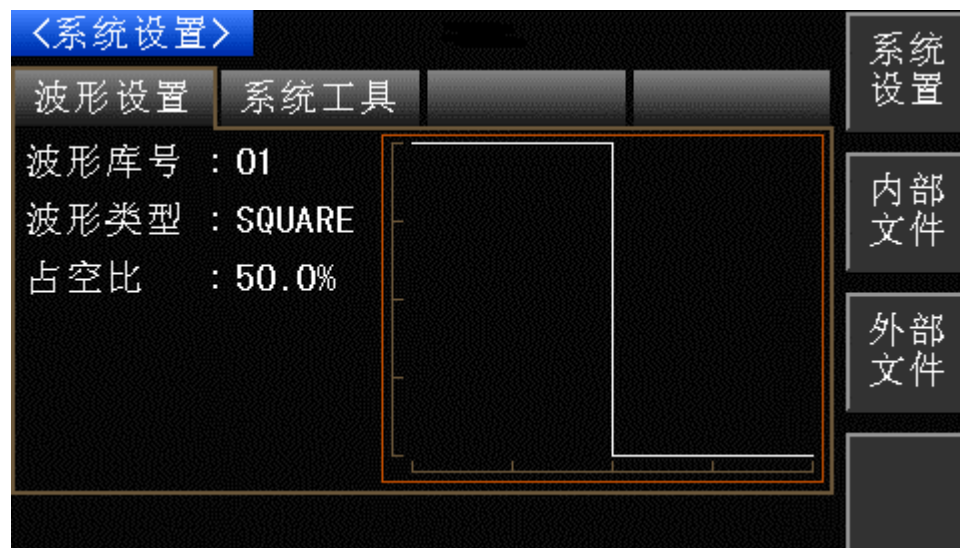 <系统设置>
波形设置 系统工具
波形库号 : 01
波形类型 : SQUARE
占空比 : 50.0%
系统
设置
内部
文件
外部
文件